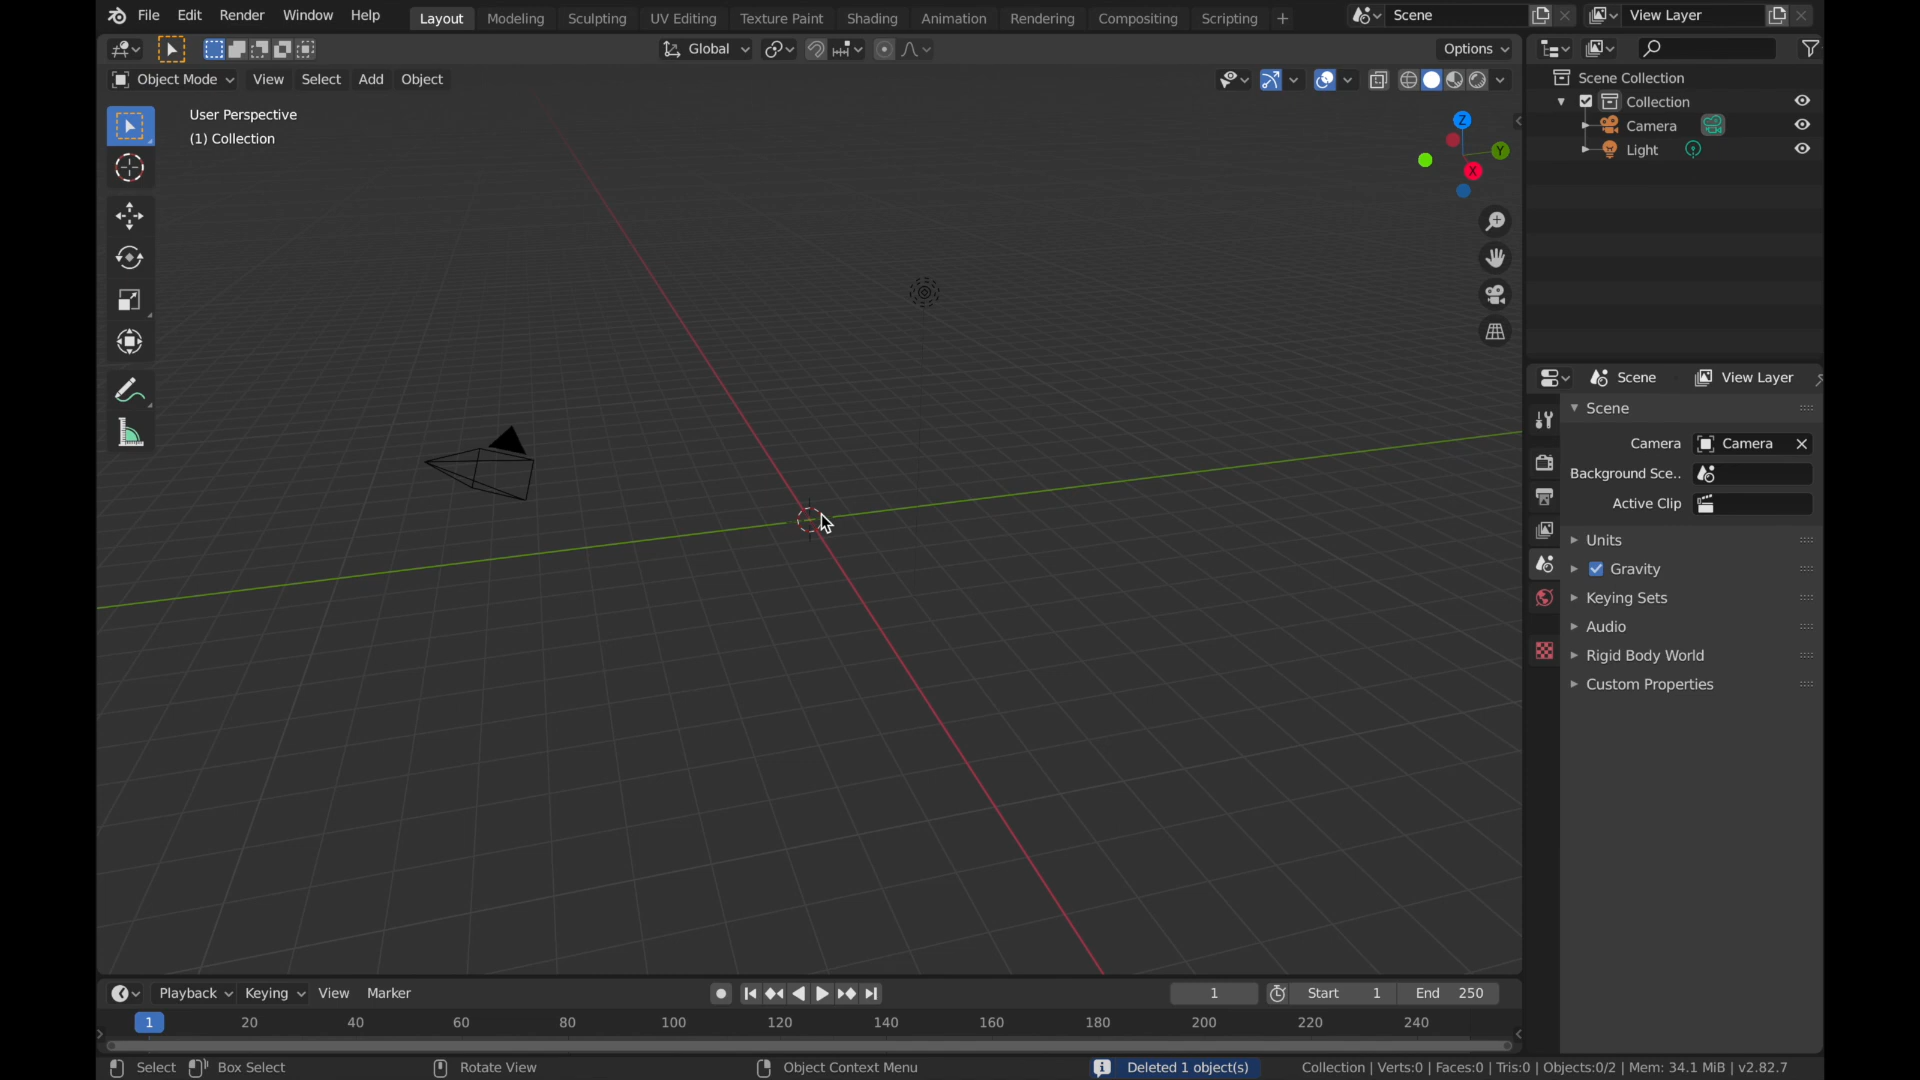 File Edit Render Window Help Layout Modeling Sculpting UV Editing Texture Paint Shading Animation Rendering Compositing Scripting + Scene View Layer
Global Options
Object Mode View Select Add Object
User Perspective
(1) Collection
Z
Y
X
Scene Collection
Collection
Camera
Light
Scene View Layer
Scene
Camera Camera
Background Sce..
Active Clip
Units
Gravity
Keying Sets
Audio
Rigid Body World
Custom Properties
Playback Keying View Marker 1 Start 1 End 250
1 20 40 60 80 100 120 140 160 180 200 220 240
Select Box Select Rotate View Object Context Menu Deleted 1 object(s) Collection | Verts:0 | Faces:0 | Tris:0 | Objects:0/2 | Mem: 34.1 MiB | v2.82.7